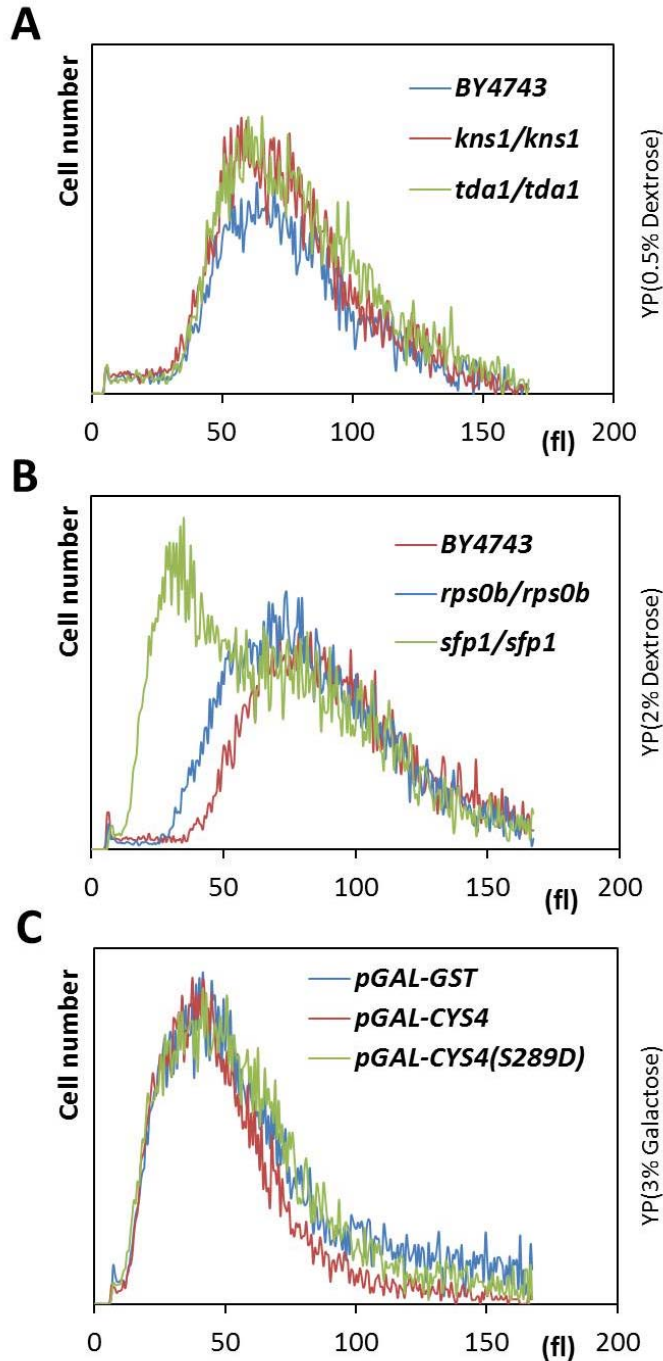 A
Cell number
BY4743
kns1/kns1
tda1/tda1
YP(0.5% Dextrose)
0 50 100 150 (fl) 200
B
Cell number
BY4743
rps0b/rps0b
sfp1/sfp1
YP(2% Dextrose)
0 50 100 150 (fl) 200
C
Cell number
pGAL-GST
pGAL-CYS4
pGAL-CYS4(S289D)
YP(3% Galactose)
0 50 100 150 (fl) 200